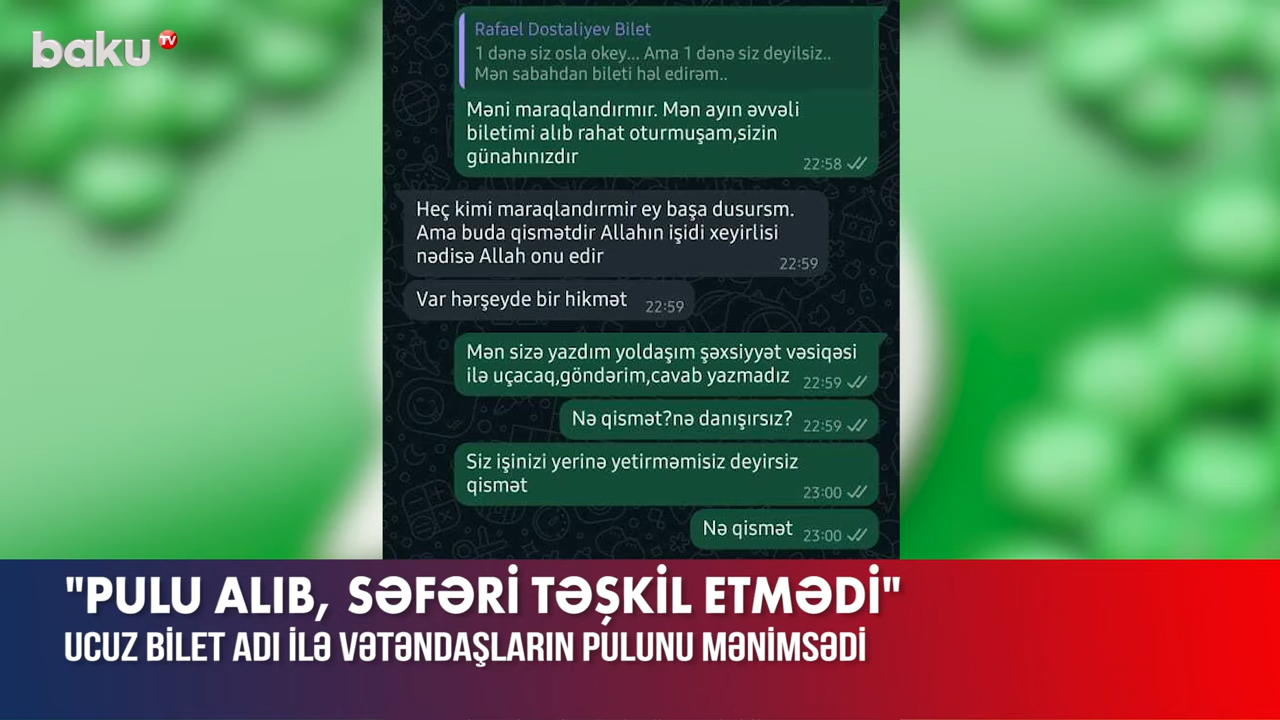 baku TV
Rafael Dostaliyev Bilet
1 dənə siz osla okey... Ama 1 dənə siz deyilsiz..
Mən sabahdan bileti həl edirəm..
Məni maraqlandırmır. Mən ayın əvvəli
biletimi alıb rahat oturmuşam,sizin
günahınızdır
22:58
Heç kimi maraqlandırmir ey başa dusursm.
Ama buda qismətdir Allahın işidi xeyirlisi
nədisə Allah onu edir
22:59
Var hərşeyde bir hikmət 22:59
Mən sizə yazdım yoldaşım şəxsiyyət vəsiqəsi
ilə uçacaq,göndərim,cavab yazmadız 22:59
Nə qismət?nə danışırsız? 22:59
Siz işinizi yerinə yetirməmisiz deyirsiz
qismət 23:00
Nə qismət 23:00
"PULU ALIB, SƏFƏRİ TƏŞKİL ETMƏDİ"
UCUZ BİLET ADI İLƏ VƏTƏNDAŞLARIN PULUNU MƏNİMSƏDİ